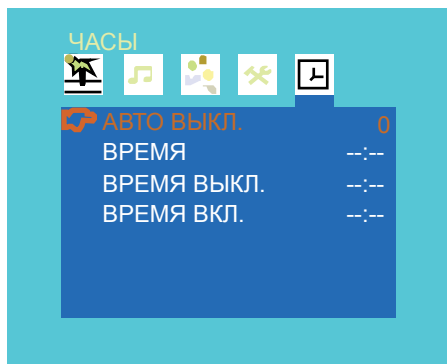 ЧАСЫ
АВТО ВЫКЛ. 0
ВРЕМЯ --:--
ВРЕМЯ ВЫКЛ. --:--
ВРЕМЯ ВКЛ. --:--